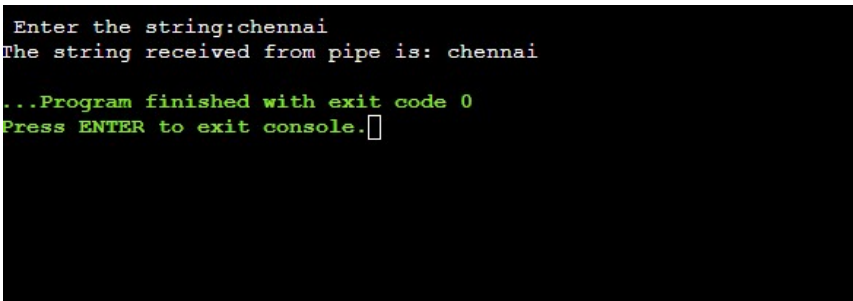 Enter the string:chennai
The string received from pipe is: chennai
...Program finished with exit code 0
Press ENTER to exit console.